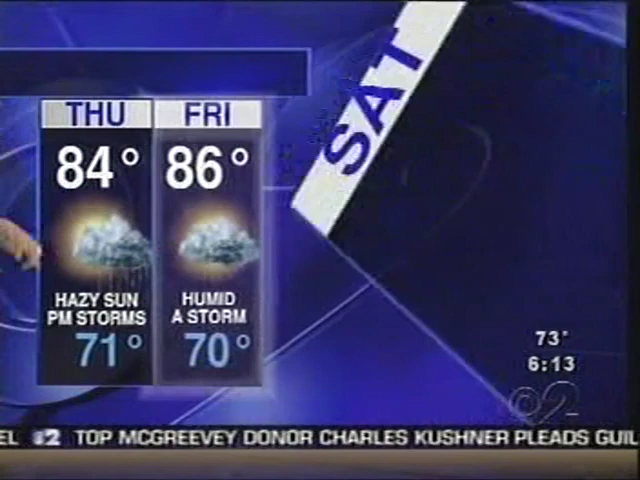 THU
84°
HAZY SUN
PM STORMS
71°
FRI
86°
HUMID
A STORM
70°
SAT
73°
6:13
2
EL 2 TOP MCGREEVEY DONOR CHARLES KUSHNER PLEADS GUIL